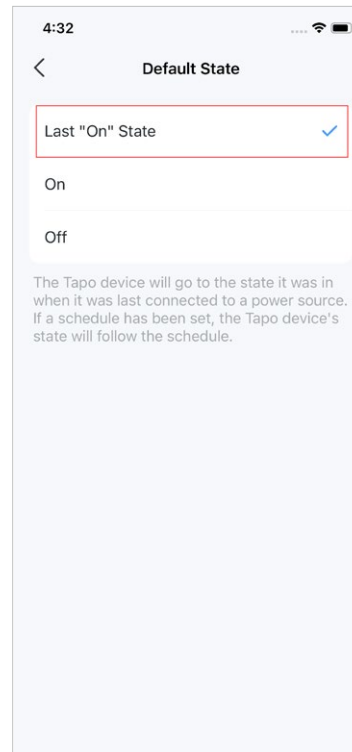 4:32
Default State
Last "On" State
On
Off
The Tapo device will go to the state it was in
when it was last connected to a power source.
If a schedule has been set, the Tapo device's
state will follow the schedule.